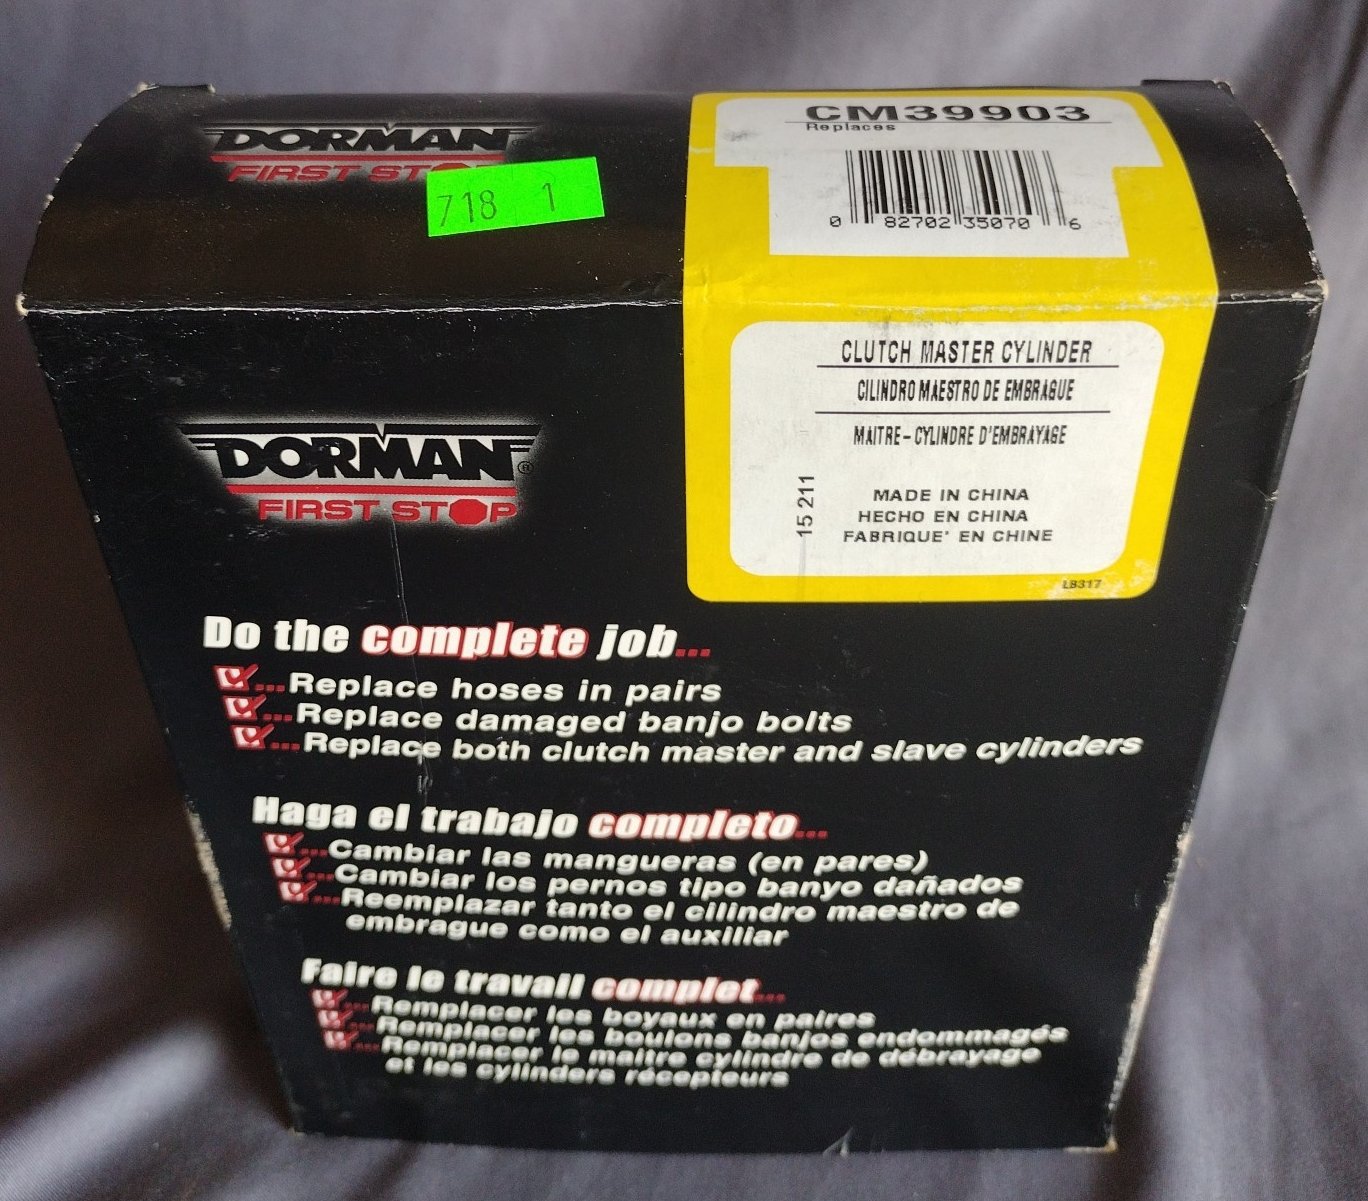 DORMAN
FIRST STOP
718 1
CM39903
Replaces
0 82702 35070 6
CLUTCH MASTER CYLINDER
CILINDRO MAESTRO DE EMBRAGUE
MAITRE-CYLINDRE D'EMBRAYAGE
15 211
MADE IN CHINA
HECHO EN CHINA
FABRIQUE' EN CHINE
LB317
DORMAN®
FIRST STOP
Do the complete job...
...Replace hoses in pairs
...Replace damaged banjo bolts
...Replace both clutch master and slave cylinders
Haga el trabajo completo...
...Cambiar las mangueras (en pares)
...Cambiar los pernos tipo banyo dañados
...Reemplazar tanto el cilindro maestro de
embrague como el auxiliar
Faire le travail complet...
...Remplacer les boyaux en paires
...Remplacer les boulons banjos endommagés
...Remplacer le maitre cylindre de débrayage
et les cylinders récepteurs